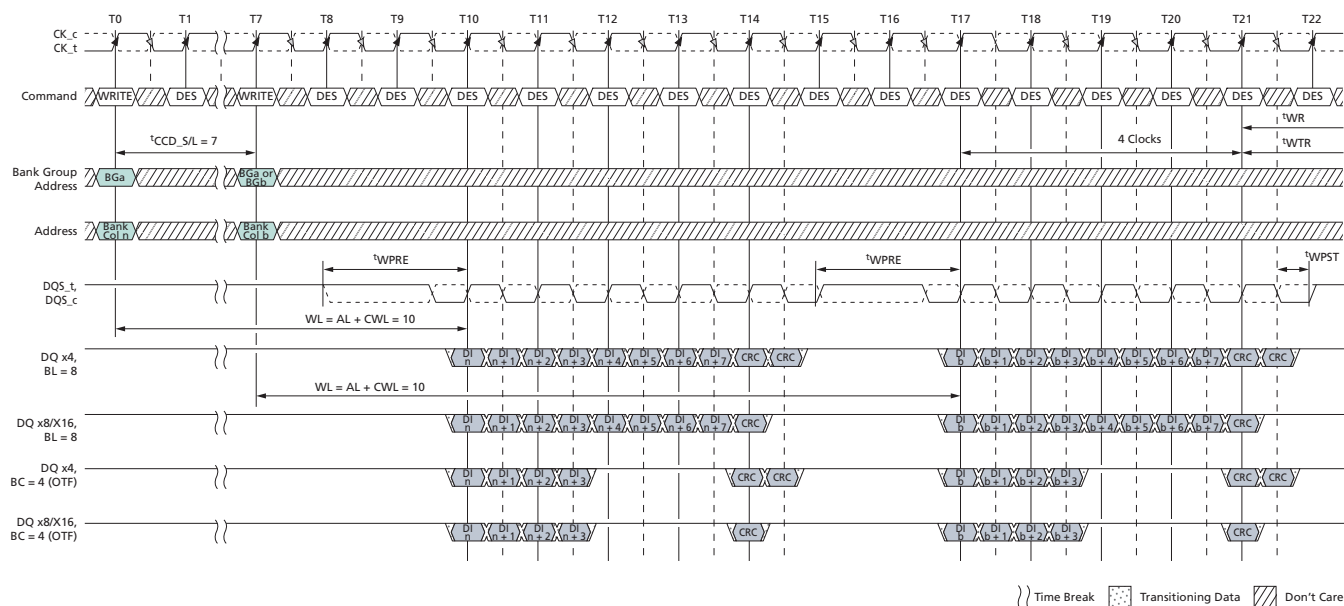 T0 T1 T7 T8 T9 T10 T11 T12 T13 T14 T15 T16 T17 T18 T19 T20 T21 T22
CK_c
CK_t
Command WRITE DES WRITE DES DES DES DES DES DES DES DES DES DES DES DES DES DES DES
tWR
tCCD_S/L = 7
4 Clocks
tWTR
Bank Group
Address
BGa
BGa or
BGb
Address
Bank
Col n
Bank
Col b
tWPRE
tWPRE
tWPST
DQS_t,
DQS_c
WL = AL + CWL = 10
DQ x4,
BL = 8
DI n DI n + 1 DI n + 2 DI n + 3 DI n + 4 DI n + 5 DI n + 6 DI n + 7 CRC CRC DI b DI b + 1 DI b + 2 DI b + 3 DI b + 4 DI b + 5 DI b + 6 DI b + 7 CRC CRC
WL = AL + CWL = 10
DQ x8/X16,
BL = 8
DI n DI n + 1 DI n + 2 DI n + 3 DI n + 4 DI n + 5 DI n + 6 DI n + 7 CRC DI b DI b + 1 DI b + 2 DI b + 3 DI b + 4 DI b + 5 DI b + 6 DI b + 7 CRC
DQ x4,
BC = 4 (OTF)
DI n DI n + 1 DI n + 2 DI n + 3 CRC CRC DI b DI b + 1 DI b + 2 DI b + 3 CRC CRC
DQ x8/X16,
BC = 4 (OTF)
DI n DI n + 1 DI n + 2 DI n + 3 CRC DI b DI b + 1 DI b + 2 DI b + 3 CRC
Time Break Transitioning Data Don't Care